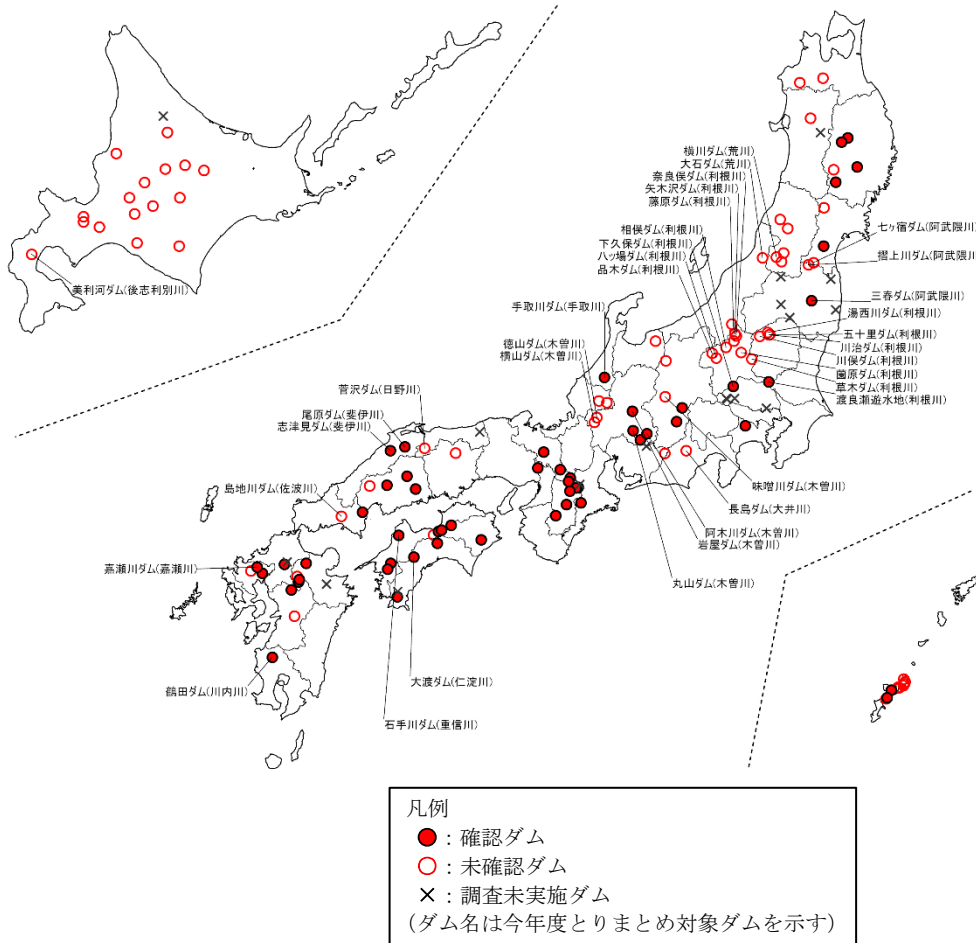 横川ダム(荒川)
大石ダム(荒川)
奈良俣ダム(利根川)
矢木沢ダム(利根川)
藤原ダム(利根川)
相俣ダム(利根川)
下久保ダム(利根川)
八ッ場ダム(利根川)
品木ダム(利根川)
七ヶ宿ダム(阿武隈川)
摺上川ダム(阿武隈川)
三春ダム(阿武隈川)
湯西川ダム(利根川)
五十里ダム(利根川)
川治ダム(利根川)
川俣ダム(利根川)
薗原ダム(利根川)
草木ダム(利根川)
渡良瀬遊水地(利根川)
美利河ダム(後志利別川)
手取川ダム(手取川)
徳山ダム(木曽川)
横山ダム(木曽川)
菅沢ダム(日野川)
尾原ダム(斐伊川)
志津見ダム(斐伊川)
島地川ダム(佐波川)
嘉瀬川ダム(嘉瀬川)
鶴田ダム(川内川)
味噌川ダム(木曽川)
長島ダム(大井川)
阿木川ダム(木曽川)
岩屋ダム(木曽川)
丸山ダム(木曽川)
大渡ダム(仁淀川)
石手川ダム(重信川)
凡例
●：確認ダム
○：未確認ダム
×：調査未実施ダム
(ダム名は今年度とりまとめ対象ダムを示す)